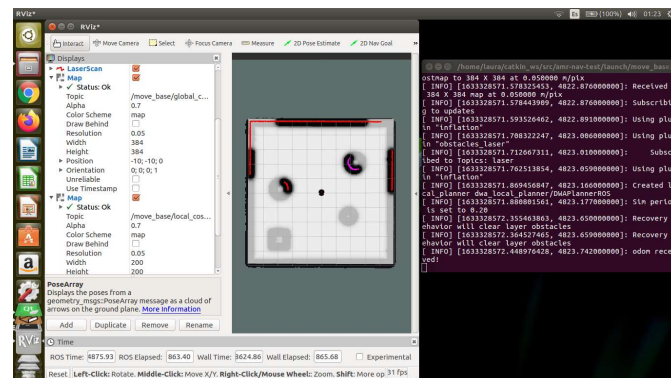 RViz*
Es
(100%)
01:23
RViz*
Interact
Move Camera
Select
Focus Camera
Measure
2D Pose Estimate
2D Nav Goal
»
Displays
LaserScan
Map
Status: Ok
Topic /move_base/global_c...
Alpha 0.7
Color Scheme map
Draw Behind
Resolution 0.05
Width 384
Height 384
Position -10; -10; 0
Orientation 0; 0; 0; 1
Unreliable
Use Timestamp
Map
Status: Ok
Topic /move_base/local_cos...
Alpha 0.7
Color Scheme map
Draw Behind
Resolution 0.05
Width 200
Height 200
PoseArray
Displays the poses from a
geometry_msgs::PoseArray message as a cloud of
arrows on the ground plane. More Information
Add Duplicate Remove Rename
Time
ROS Time: 4875.93 ROS Elapsed: 863.40 Wall Time: 3624.86 Wall Elapsed: 865.68 Experimental
Reset Left-Click: Rotate. Middle-Click: Move X/Y. Right-Click/Mouse Wheel:: Zoom. Shift: More op 31 fps
/home/laura/catkin_ws/src/amr-nav-test/launch/move_base
ostmap to 384 X 384 at 0.050000 m/pix
[ INFO] [1633328571.578325453, 4822.876000000]: Received
384 X 384 map at 0.050000 m/pix
[ INFO] [1633328571.578443909, 4822.876000000]: Subscribi
g to updates
[ INFO] [1633328571.593526462, 4822.891000000]: Using plu
in "inflation"
[ INFO] [1633328571.708322247, 4823.006000000]: Using plu
in "obstacles_laser"
[ INFO] [1633328571.712667311, 4823.010000000]: Subsc
ibed to Topics: laser
[ INFO] [1633328571.762513854, 4823.059000000]: Using plu
in "inflation"
[ INFO] [1633328571.869456847, 4823.166000000]: Created l
cal_planner dwa_local_planner/DWAPlannerROS
[ INFO] [1633328571.880801561, 4823.177000000]: Sim perio
is set to 0.20
[ INFO] [1633328572.355463863, 4823.650000000]: Recovery
ehavior will clear layer obstacles
[ INFO] [1633328572.364527465, 4823.659000000]: Recovery
ehavior will clear layer obstacles
[ INFO] [1633328572.448976428, 4823.742000000]: odom rece
ved!